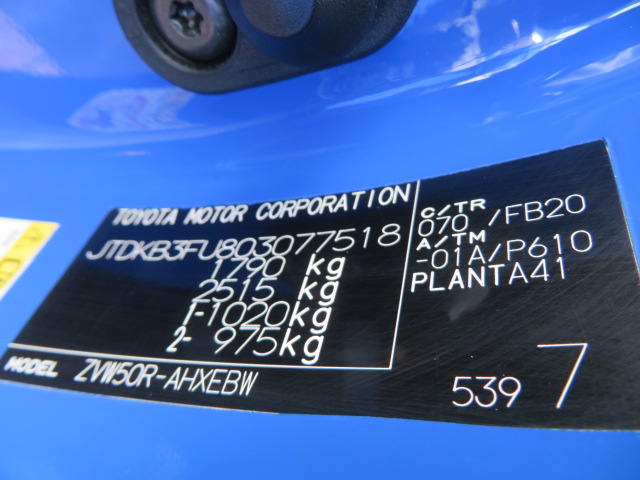 TOYOTA MOTOR CORPORATION
JTDKB3FU803077518
1790 kg
2515 kg
1-1020kg
2- 975kg
MODEL ZVW50R-AHXEBW
C/TR
070 /FB20
A/TM
-01A/P610
PLANTA41
539 7